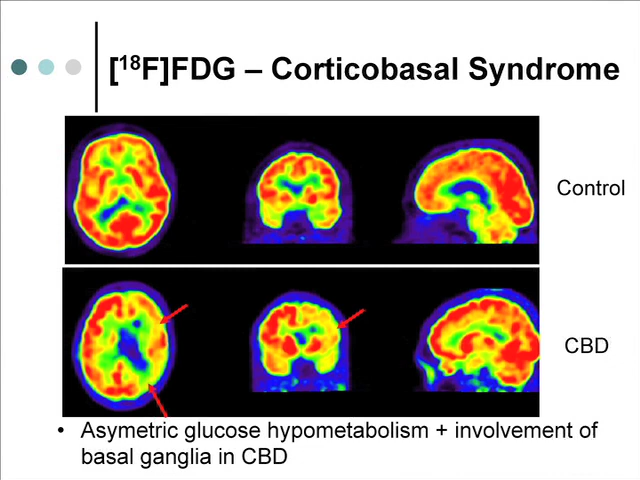 [¹⁸F]FDG – Corticobasal Syndrome
Control
CBD
• Asymetric glucose hypometabolism + involvement of
basal ganglia in CBD